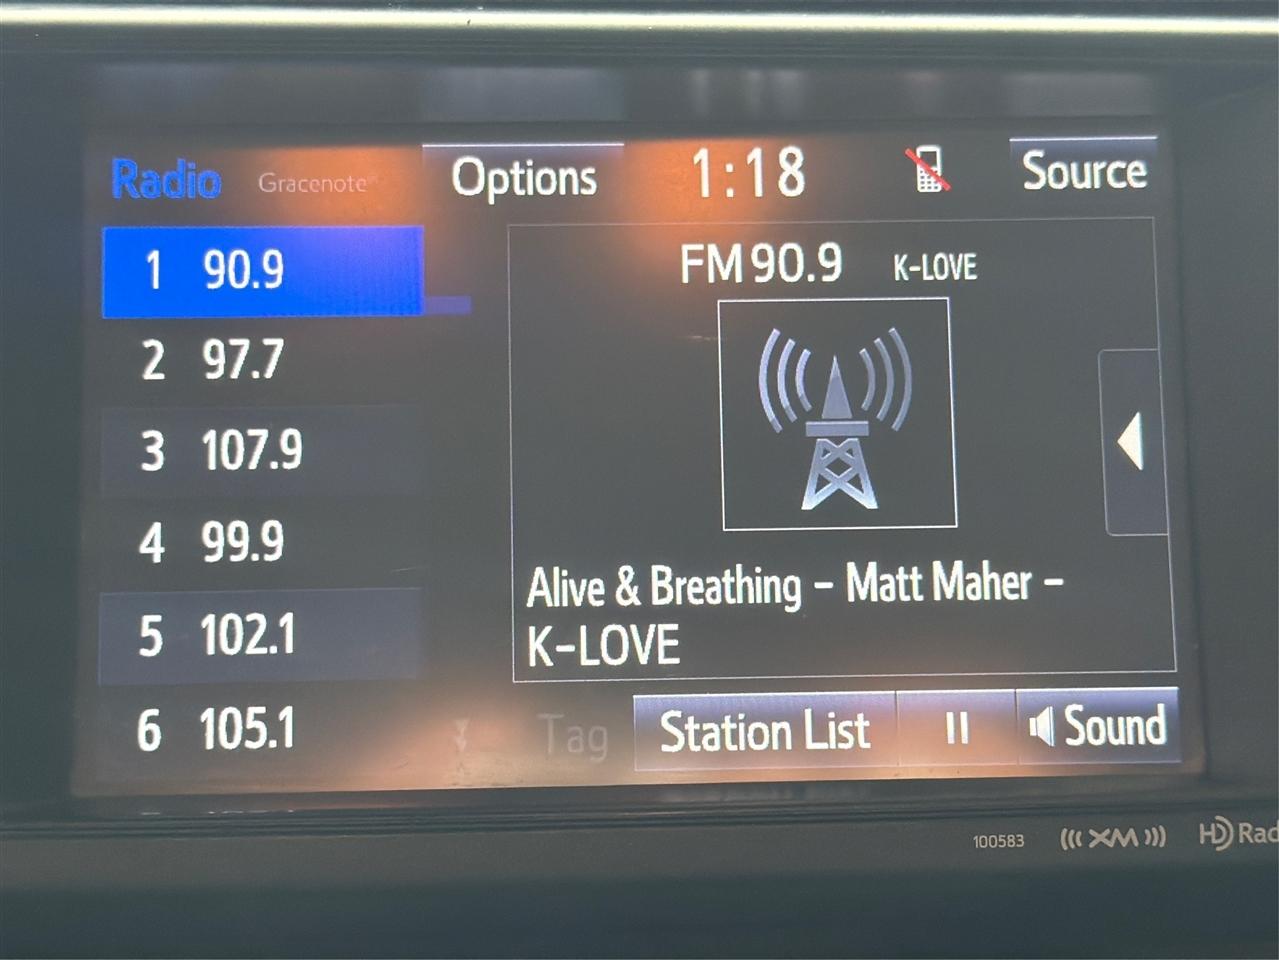 Radio Gracenote Options 1:18 Source
1 90.9
2 97.7
3 107.9
4 99.9
5 102.1
6 105.1
FM 90.9 K-LOVE
Alive & Breathing – Matt Maher –
K-LOVE
Tag Station List Sound
100583 XM HD Rad